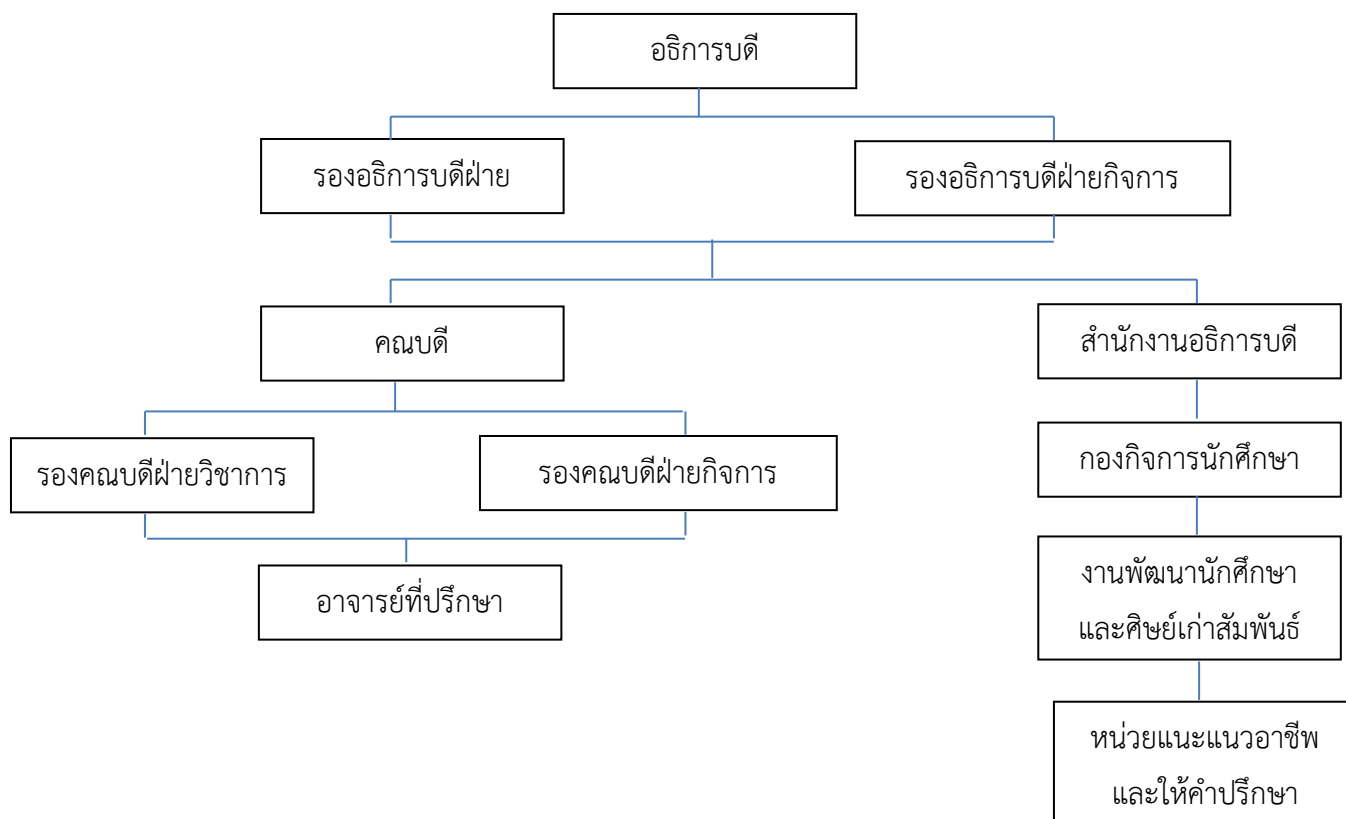 อธิการบดี
รองอธิการบดีฝ่าย
รองอธิการบดีฝ่ายกิจการ
คณบดี
สำนักงานอธิการบดี
รองคณบดีฝ่ายวิชาการ
รองคณบดีฝ่ายกิจการ
กองกิจการนักศึกษา
อาจารย์ที่ปรึกษา
งานพัฒนานักศึกษา
และศิษย์เก่าสัมพันธ์
หน่วยแนะแนวอาชีพ
และให้คำปรึกษา